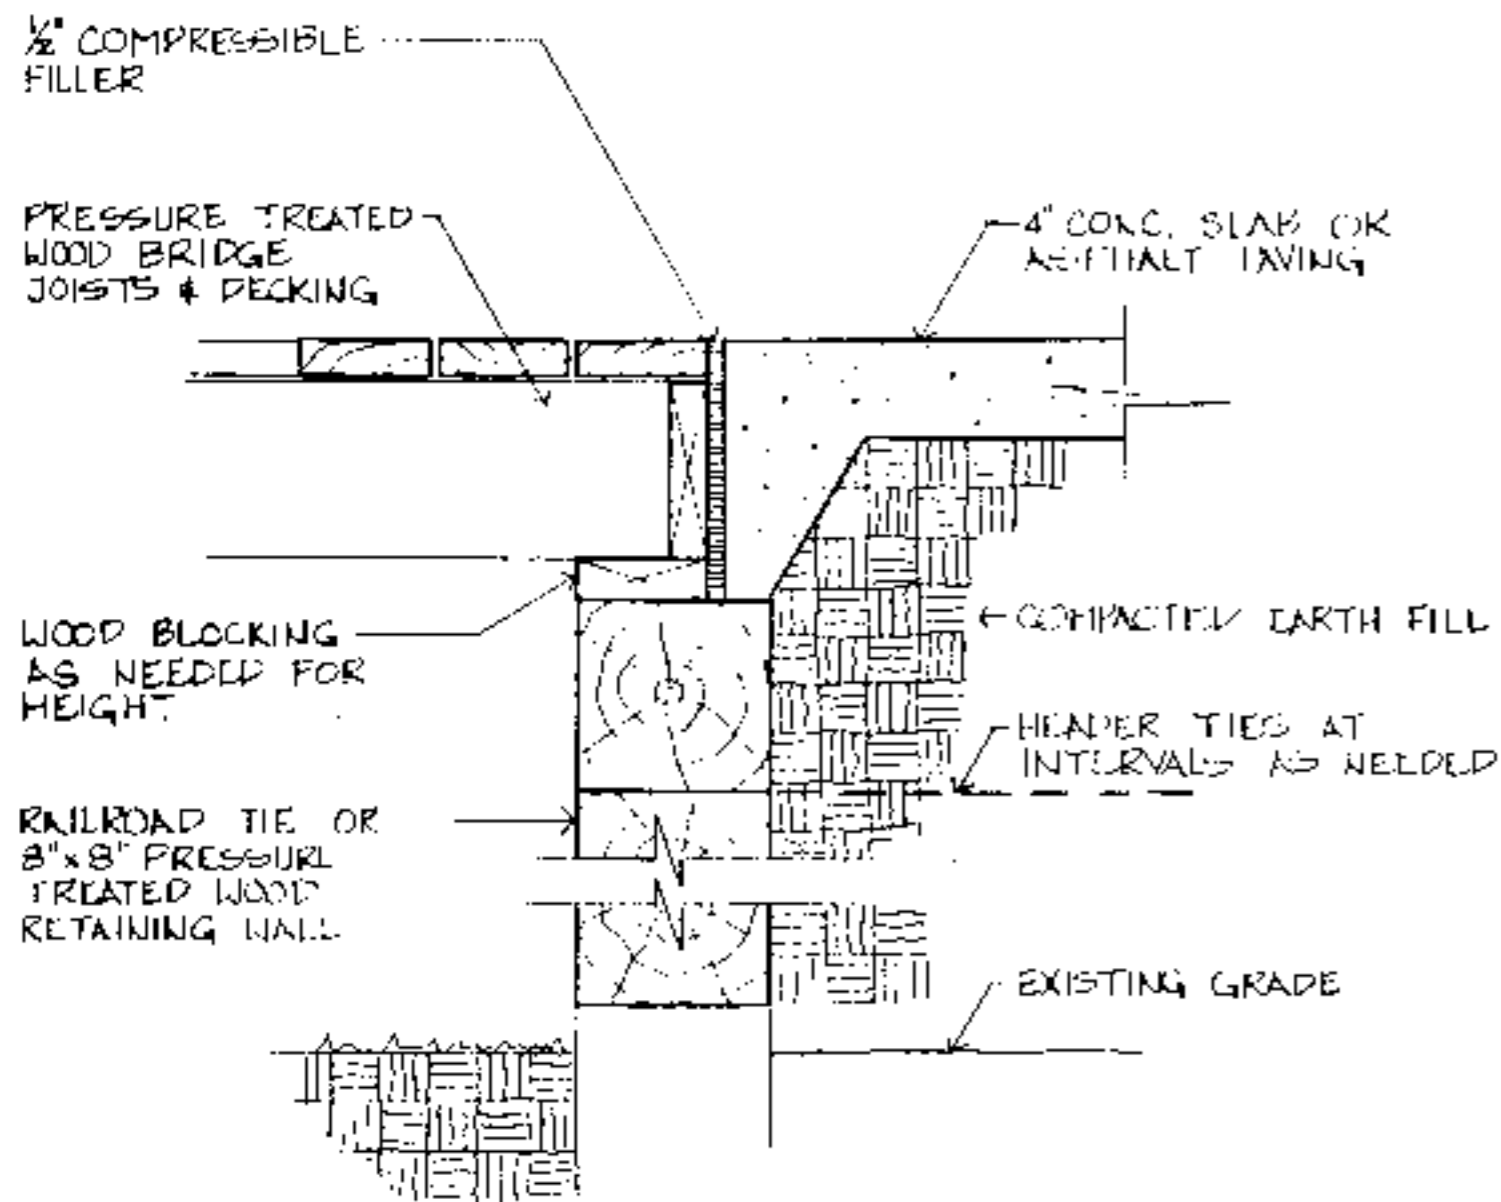 ½" COMPRESSIBLE
FILLER
PRESSURE TREATED
WOOD BRIDGE
JOISTS & DECKING
4" CONC. SLAB OR
ASPHALT PAVING
WOOD BLOCKING
AS NEEDED FOR
HEIGHT
COMPACTED EARTH FILL
HEADER TIES AT
INTERVALS AS NEEDED
RAILROAD TIE OR
8" x 8" PRESSURE
TREATED WOOD
RETAINING WALL
EXISTING GRADE